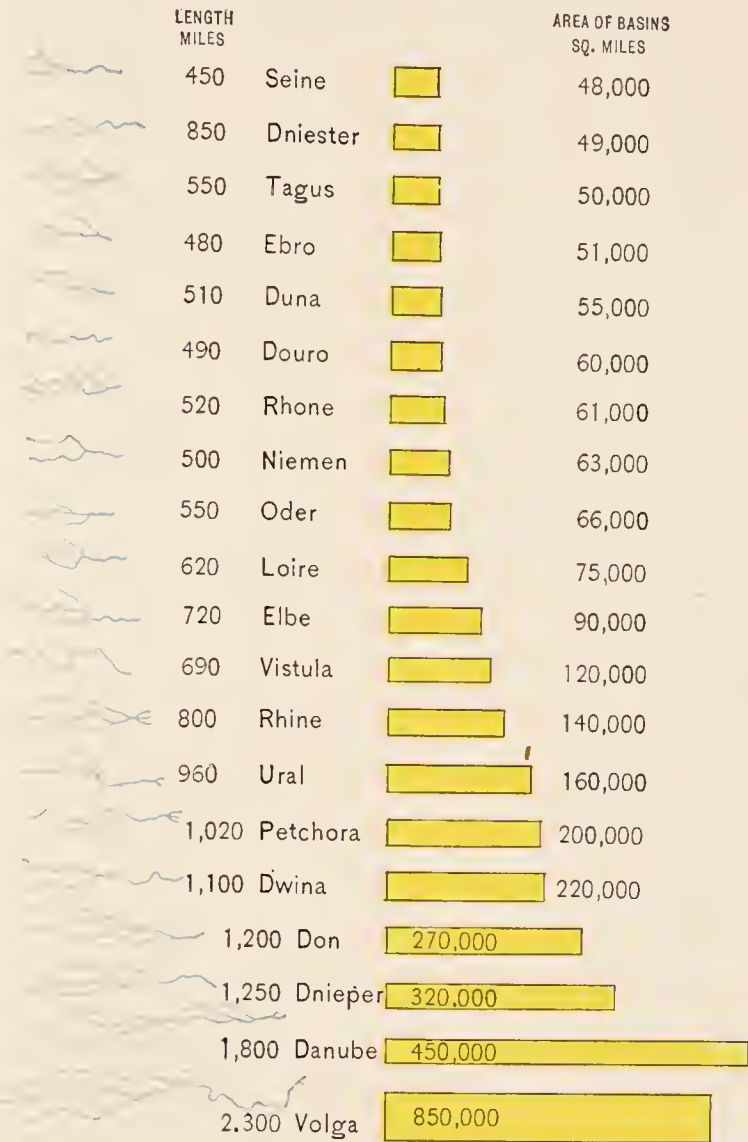 LENGTH AREA OF BASINS
MILES SQ. MILES
450 Seine 48,000
850 Dniester 49,000
550 Tagus 50,000
480 Ebro 51,000
510 Duna 55,000
490 Douro 60,000
520 Rhone 61,000
500 Niemen 63,000
550 Oder 66,000
620 Loire 75,000
720 Elbe 90,000
690 Vistula 120,000
800 Rhine 140,000
960 Ural 160,000
1,020 Petchora 200,000
1,100 Dwina 220,000
1,200 Don 270,000
1,250 Dnieper 320,000
1,800 Danube 450,000
2.300 Volga 850,000